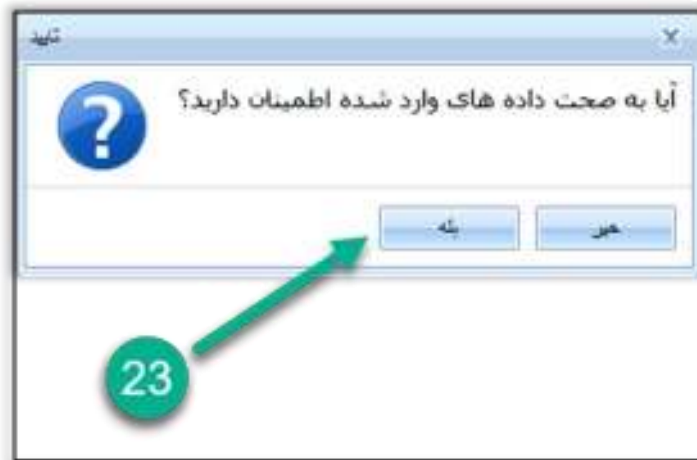 تایید
آیا به صحت داده های وارد شده اطمینان دارید؟
خیر
بله
23